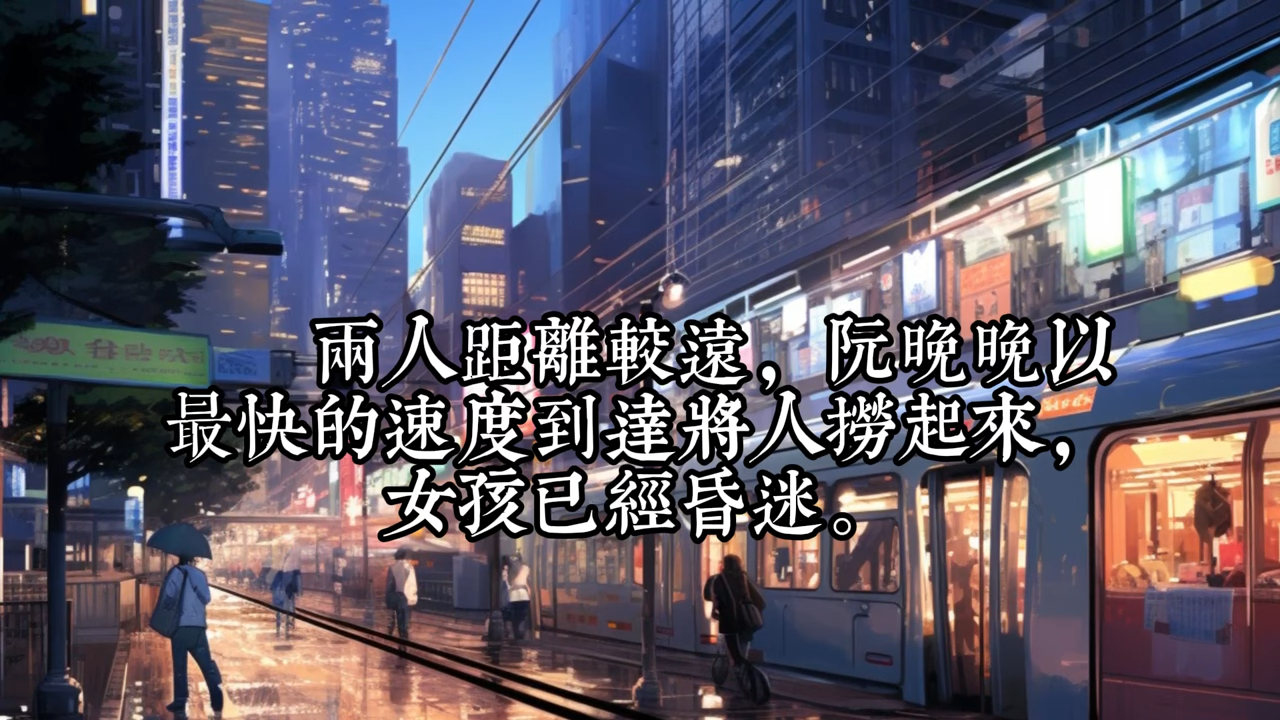 兩人距離較遠，阮晚晚以
最快的速度到達將人撈起來，
女孩已經昏迷。